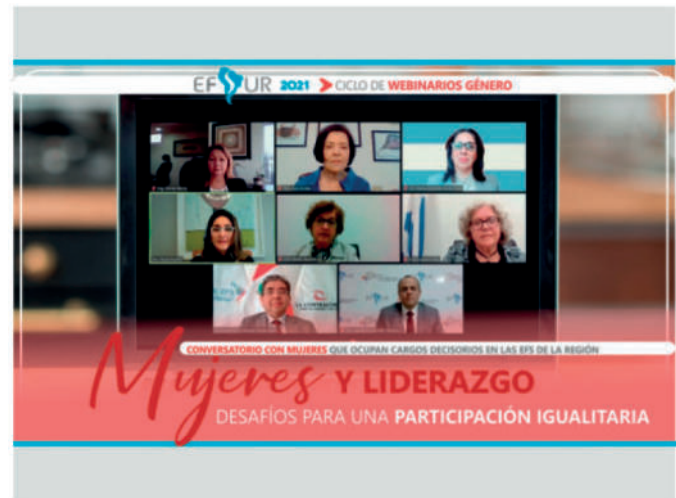 EFSUR 2021 > CICLO DE WEBINARIOS GÉNERO
CONVERSATORIO CON MUJERES QUE OCUPAN CARGOS DECISORIOS EN LAS EFS DE LA REGIÓN
Mujeres Y LIDERAZGO
DESAFÍOS PARA UNA PARTICIPACIÓN IGUALITARIA